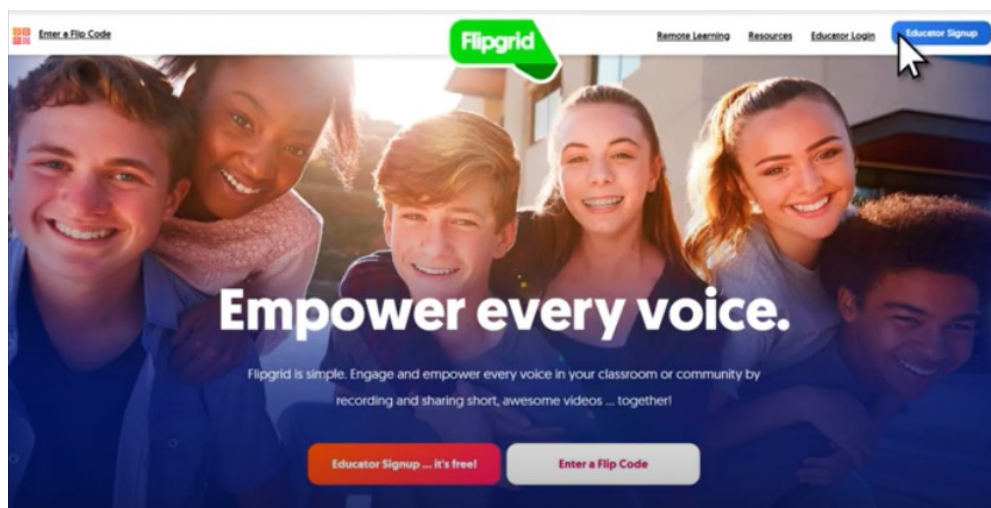 Enter a Flip Code
Flipgrid
Remote Learning Resources Educator Login Educator Signup
Empower every voice.
Flipgrid is simple. Engage and empower every voice in your classroom or community by
recording and sharing short, awesome videos ... together!
Educator Signup ... it's free! Enter a Flip Code